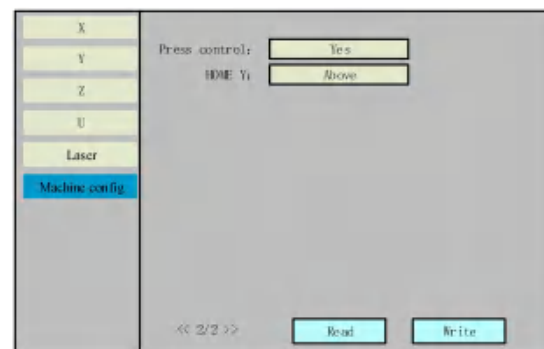 X
Y
Z
U
Laser
Machine config
Press control: Yes
HOME Y: Above
<< 2/2 >>
Read
Write